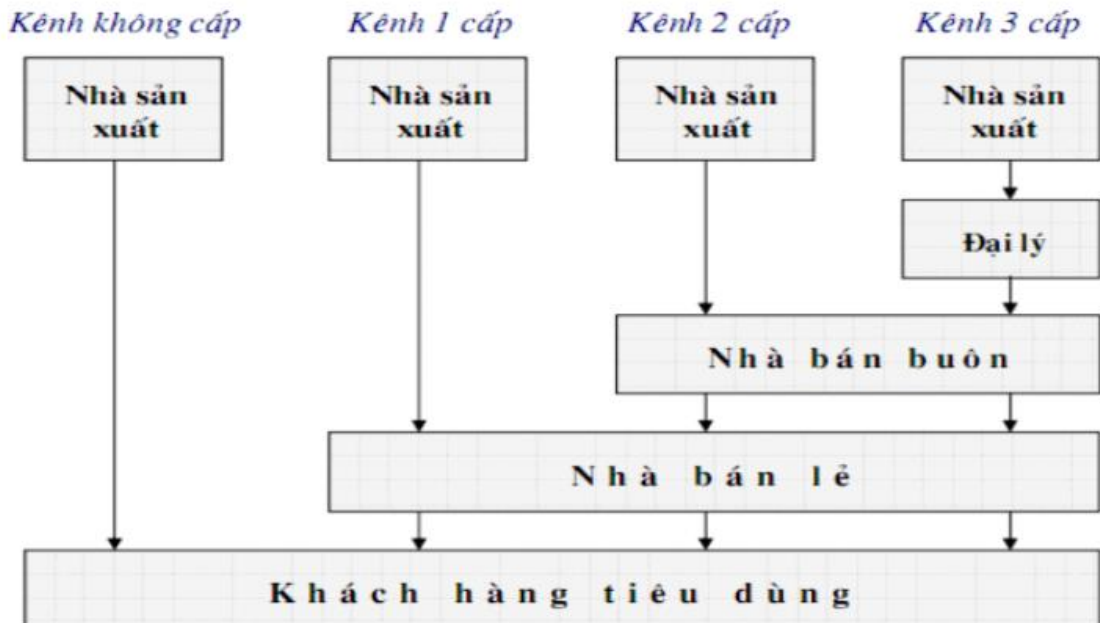 Kênh không cấp
Kênh 1 cấp
Kênh 2 cấp
Kênh 3 cấp
Nhà sản
xuất
Nhà sản
xuất
Nhà sản
xuất
Nhà sản
xuất
Đại lý
Nhà bán buôn
Nhà bán lẻ
Khách hàng tiêu dùng